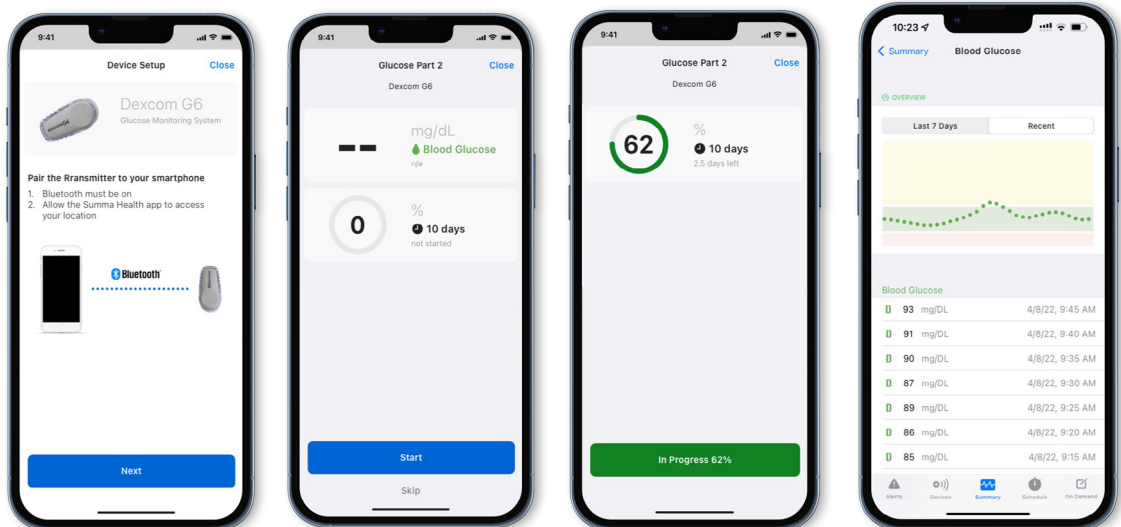 9:41
Device Setup
Close
Dexcom G6
Glucose Monitoring System
Pair the Rransmitter to your smartphone
1. Bluetooth must be on
2. Allow the Summa Health app to access
your location
Bluetooth
Next
9:41
Glucose Part 2
Close
Dexcom G6
-- mg/dL
Blood Glucose
n/a
0
%
10 days
not started
Start
Skip
9:41
Glucose Part 2
Close
Dexcom G6
62
%
10 days
2.5 days left
In Progress 62%
10:23
Summary
Blood Glucose
OVERVIEW
Last 7 Days
Recent
Blood Glucose
93 mg/DL 4/8/22, 9:45 AM
91 mg/DL 4/8/22, 9:40 AM
90 mg/DL 4/8/22, 9:35 AM
87 mg/DL 4/8/22, 9:30 AM
89 mg/DL 4/8/22, 9:25 AM
86 mg/DL 4/8/22, 9:20 AM
85 mg/DL 4/8/22, 9:15 AM
Alerts
Devices
Summary
Schedule
On Demand